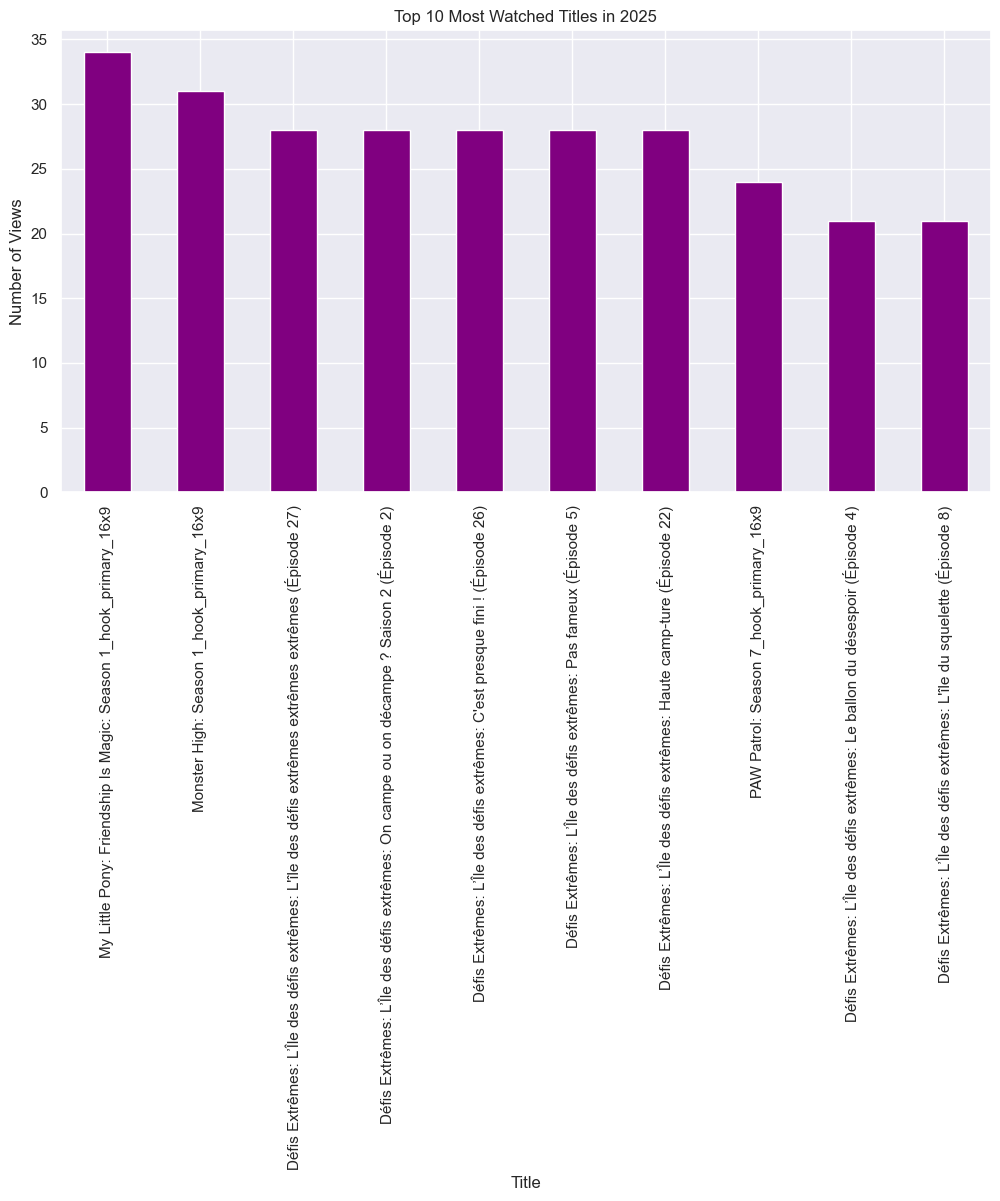 Top 10 Most Watched Titles in 2025
Number of Views
35
30
25
20
15
10
5
0
My Little Pony: Friendship Is Magic: Season 1_hook_primary_16x9
Monster High: Season 1_hook_primary_16x9
Défis Extrêmes: L'Île des défis extrêmes: L'île des défis extrêmes extrêmes extrêmes (Épisode 27)
Défis Extrêmes: L'Île des défis extrêmes: On campe ou on décampe ? Saison 2 (Épisode 2)
Défis Extrêmes: L'Île des défis extrêmes: C'est presque fini ! (Épisode 26)
Défis Extrêmes: L'Île des défis extrêmes: Pas fameux (Épisode 5)
Défis Extrêmes: L'Île des défis extrêmes: Haute camp-ture (Épisode 22)
PAW Patrol: Season 7_hook_primary_16x9
Défis Extrêmes: L'Île des défis extrêmes: Le ballon du désespoir (Épisode 4)
Défis Extrêmes: L'Île des défis extrêmes: L'île du squelette (Épisode 8)
Title